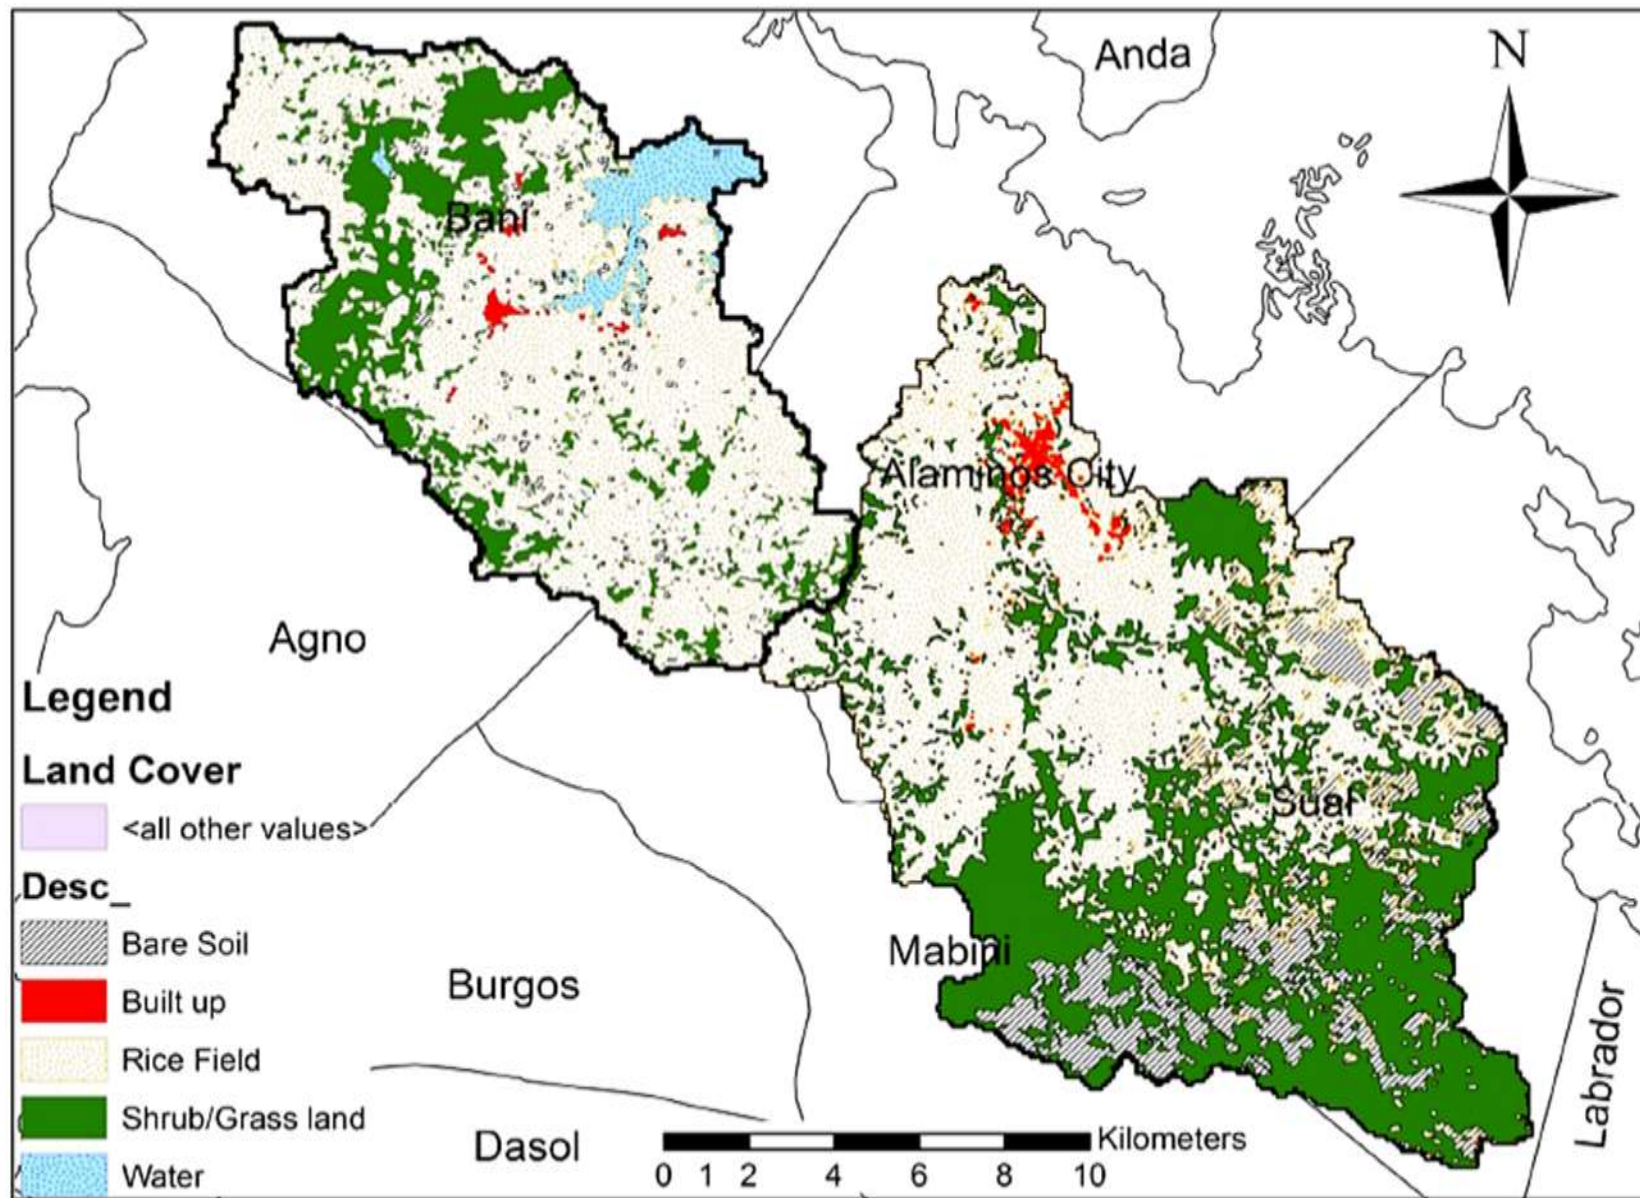 N
Anda
Bani
Alaminos City
Agno
Sual
Mabini
Burgos
Labrador
Dasol
Legend
Land Cover
<all other values>
Desc_
Bare Soil
Built up
Rice Field
Shrub/Grass land
Water
Kilometers
0 1 2 4 6 8 10